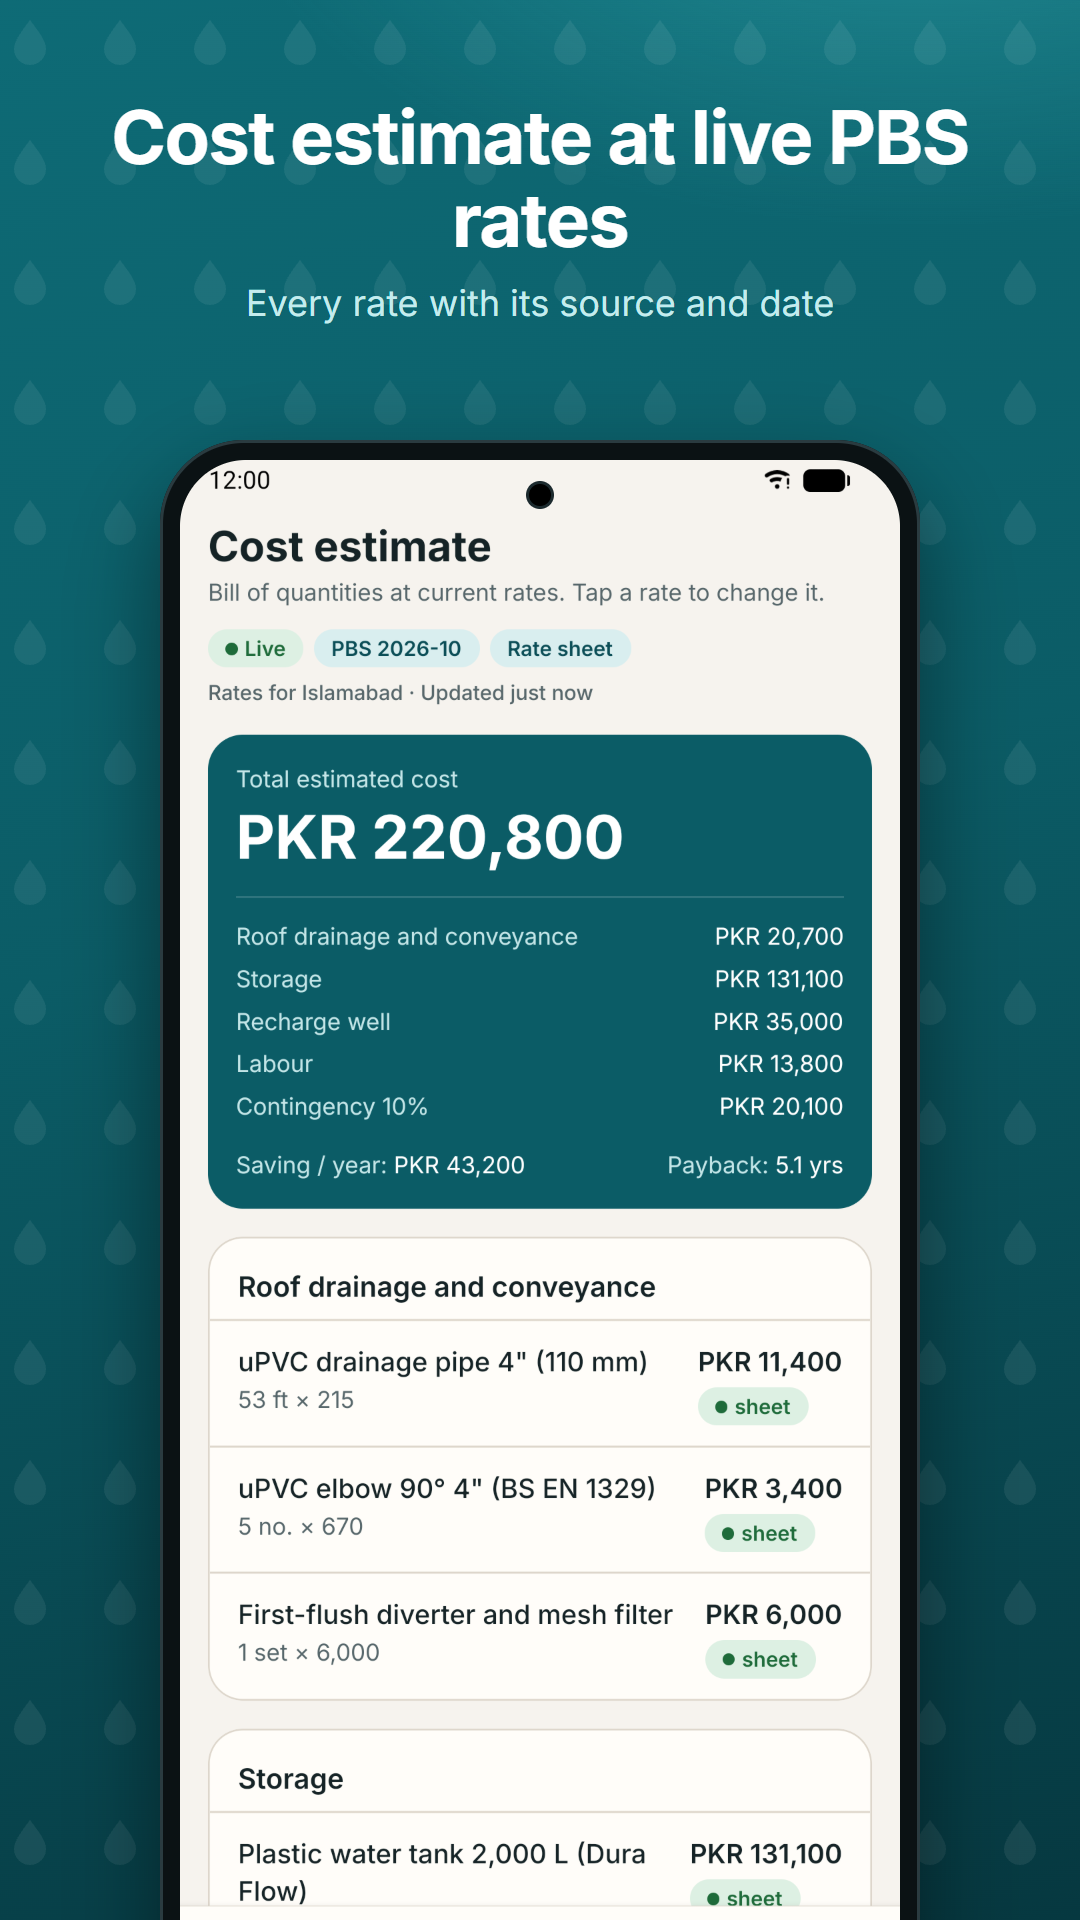 Cost estimate at live PBS
rates
Every rate with its source and date
12:00
Cost estimate
Bill of quantities at current rates. Tap a rate to change it.
Live
PBS 2026-10
Rate sheet
Rates for Islamabad · Updated just now
Total estimated cost
PKR 220,800
Roof drainage and conveyance PKR 20,700
Storage PKR 131,100
Recharge well PKR 35,000
Labour PKR 13,800
Contingency 10% PKR 20,100
Saving / year: PKR 43,200 Payback: 5.1 yrs
Roof drainage and conveyance
uPVC drainage pipe 4" (110 mm) PKR 11,400
53 ft × 215 sheet
uPVC elbow 90° 4" (BS EN 1329) PKR 3,400
5 no. × 670 sheet
First-flush diverter and mesh filter PKR 6,000
1 set × 6,000 sheet
Storage
Plastic water tank 2,000 L (Dura PKR 131,100
Flow) sheet